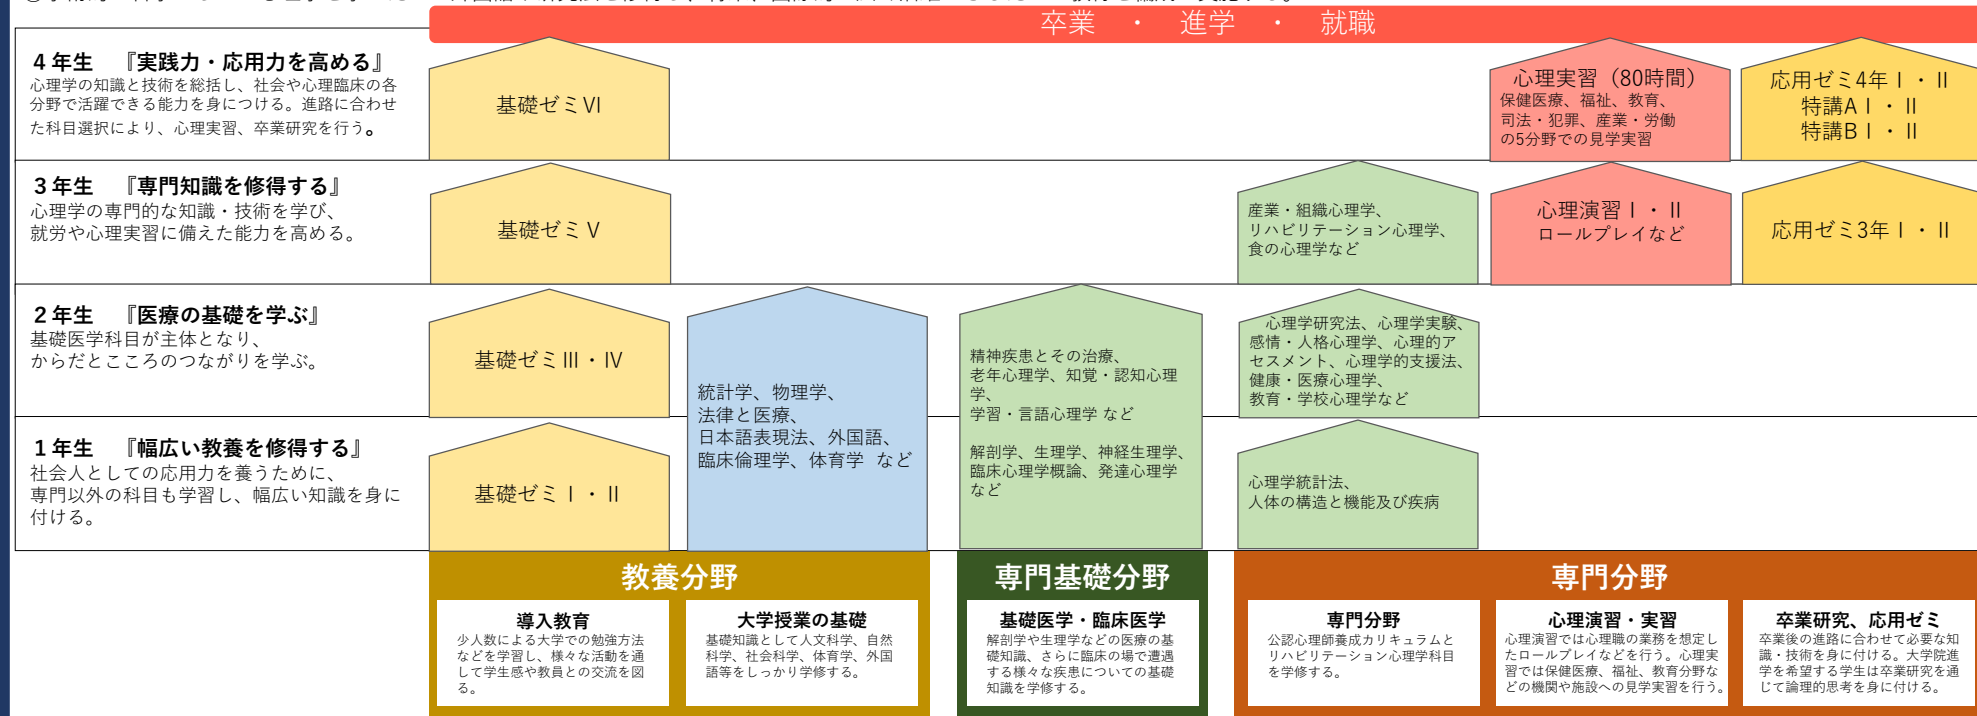 卒業　・　進学　・　就職
４年生　『実践力・応用力を高める』
心理学の知識と技術を総括し、社会や心理臨床の各
分野で活躍できる能力を身につける。進路に合わせ
た科目選択により、心理実習、卒業研究を行う。
基礎ゼミⅥ
心理実習（80時間）
保健医療、福祉、教育、
司法・犯罪、産業・労働
の5分野での見学実習
応用ゼミ4年Ⅰ・Ⅱ
特講AⅠ・Ⅱ
特講BⅠ・Ⅱ
３年生　『専門知識を修得する』
心理学の専門的な知識・技術を学び、
就労や心理実習に備えた能力を高める。
基礎ゼミⅤ
産業・組織心理学、
リハビリテーション心理学、
食の心理学など
心理演習Ⅰ・Ⅱ
ロールプレイなど
応用ゼミ3年Ⅰ・Ⅱ
２年生　『医療の基礎を学ぶ』
基礎医学科目が主体となり、
からだとこころのつながりを学ぶ。
基礎ゼミⅢ・Ⅳ
統計学、物理学、
法律と医療、
日本語表現法、外国語、
臨床倫理学、体育学 など
精神疾患とその治療、
老年心理学、知覚・認知心理
学、
学習・言語心理学 など
解剖学、生理学、神経生理学、
臨床心理学概論、発達心理学
など
心理学研究法、心理学実験、
感情・人格心理学、心理的ア
セスメント、心理学的支援法、
健康・医療心理学、
教育・学校心理学など
１年生　『幅広い教養を修得する』
社会人としての応用力を養うために、
専門以外の科目も学習し、幅広い知識を身に
付ける。
基礎ゼミⅠ・Ⅱ
心理学統計法、
人体の構造と機能及び疾病
教養分野
導入教育
少人数による大学での勉強方法
などを学習し、様々な活動を通
して学生感や教員との交流を図
る。
大学授業の基礎
基礎知識として人文科学、自然
科学、社会科学、体育学、外国
語等をしっかり学修する。
専門基礎分野
基礎医学・臨床医学
解剖学や生理学などの医療の基
礎知識、さらに臨床の場で遭遇
する様々な疾患についての基礎
知識を学修する。
専門分野
専門分野
公認心理師養成カリキュラムと
リハビリテーション心理学科目
を学修する。
心理演習・実習
心理演習では心理職の業務を想定し
たロールプレイなどを行う。心理実
習では保健医療、福祉、教育分野な
どの機関や施設への見学実習を行う。
卒業研究、応用ゼミ
卒業後の進路に合わせて必要な知
識・技術を身に付ける。大学院進
学を希望する学生は卒業研究を通
じて論理的思考を身に付ける。